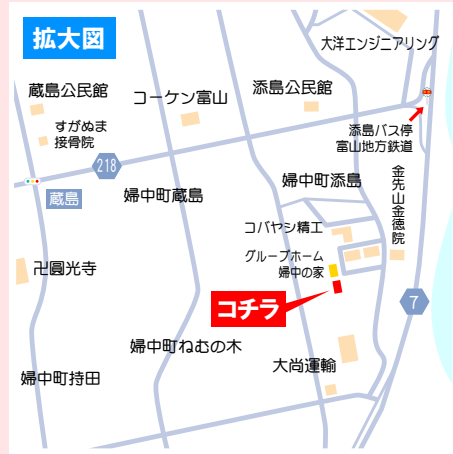 拡大図
大洋エンジニアリング
蔵島公民館
コーケン富山
添島公民館
すがぬま
接骨院
添島バス停
富山地方鉄道
218
蔵島
婦中町蔵島
婦中町添島
金先山金徳院
コバヤシ精工
グループホーム
婦中の家
卍圓光寺
コチラ
7
婦中町ねむの木
大尚運輸
婦中町持田